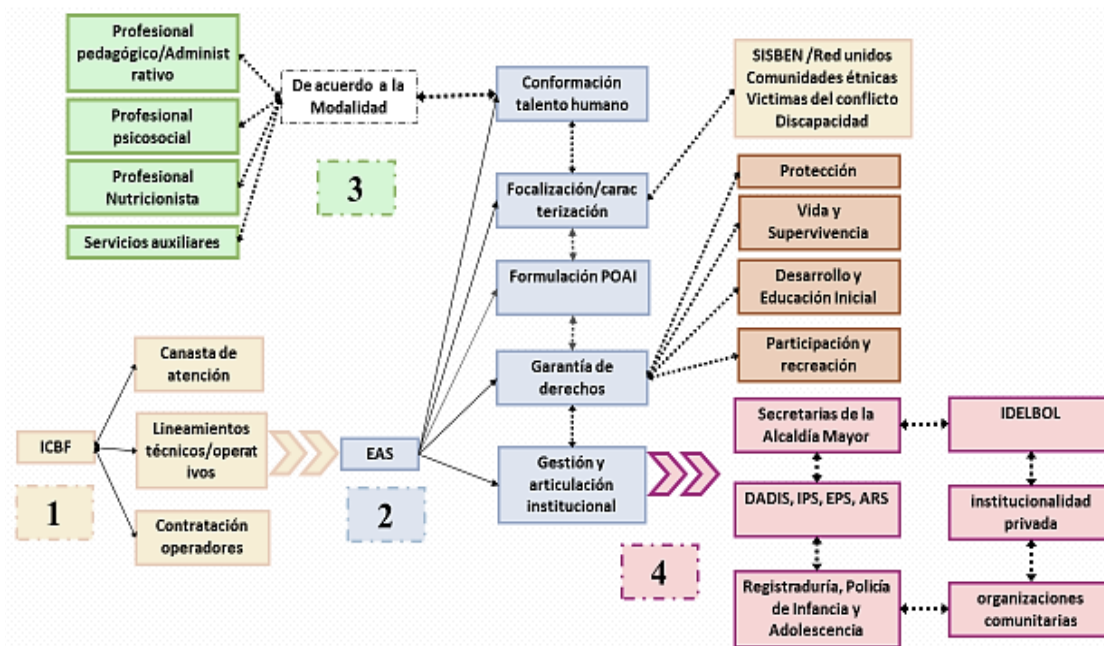 Profesional
pedagógico/Administ
rativo
Profesional
psicosocial
Profesional
Nutricionista
Servicios auxiliares
De acuerdo a la
Modalidad
3
Conformación
talento humano
Focalización/carac
terización
Formulación POAI
Garantía de
derechos
Gestión y
articulación
institucional
SISBEN /Red unidos
Comunidades étnicas
Victimas del conflicto
Discapacidad
Protección
Vida y
Supervivencia
Desarrollo y
Educación Inicial
Participación y
recreación
ICBF
1
Canasta de
atención
Lineamientos
técnicos/operat
ivos
Contratación
operadores
EAS
2
4
Secretarias de la
Alcaldía Mayor
IDELBOL
DADIS, IPS, EPS, ARS
institucionalidad
privada
Registraduría, Policía
de Infancia y
Adolescencia
organizaciones
comunitarias